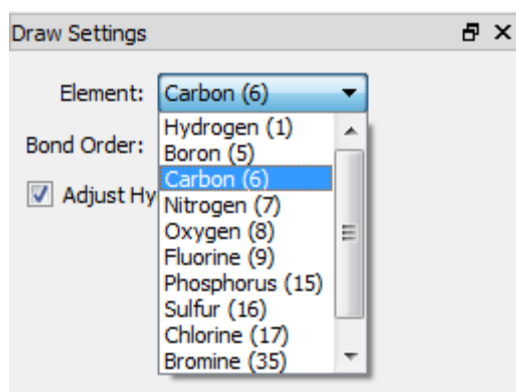 Draw Settings
Element: Carbon (6)
Hydrogen (1)
Bond Order:
Boron (5)
Carbon (6)
Adjust Hy
Nitrogen (7)
Oxygen (8)
Fluorine (9)
Phosphorus (15)
Sulfur (16)
Chlorine (17)
Bromine (35)